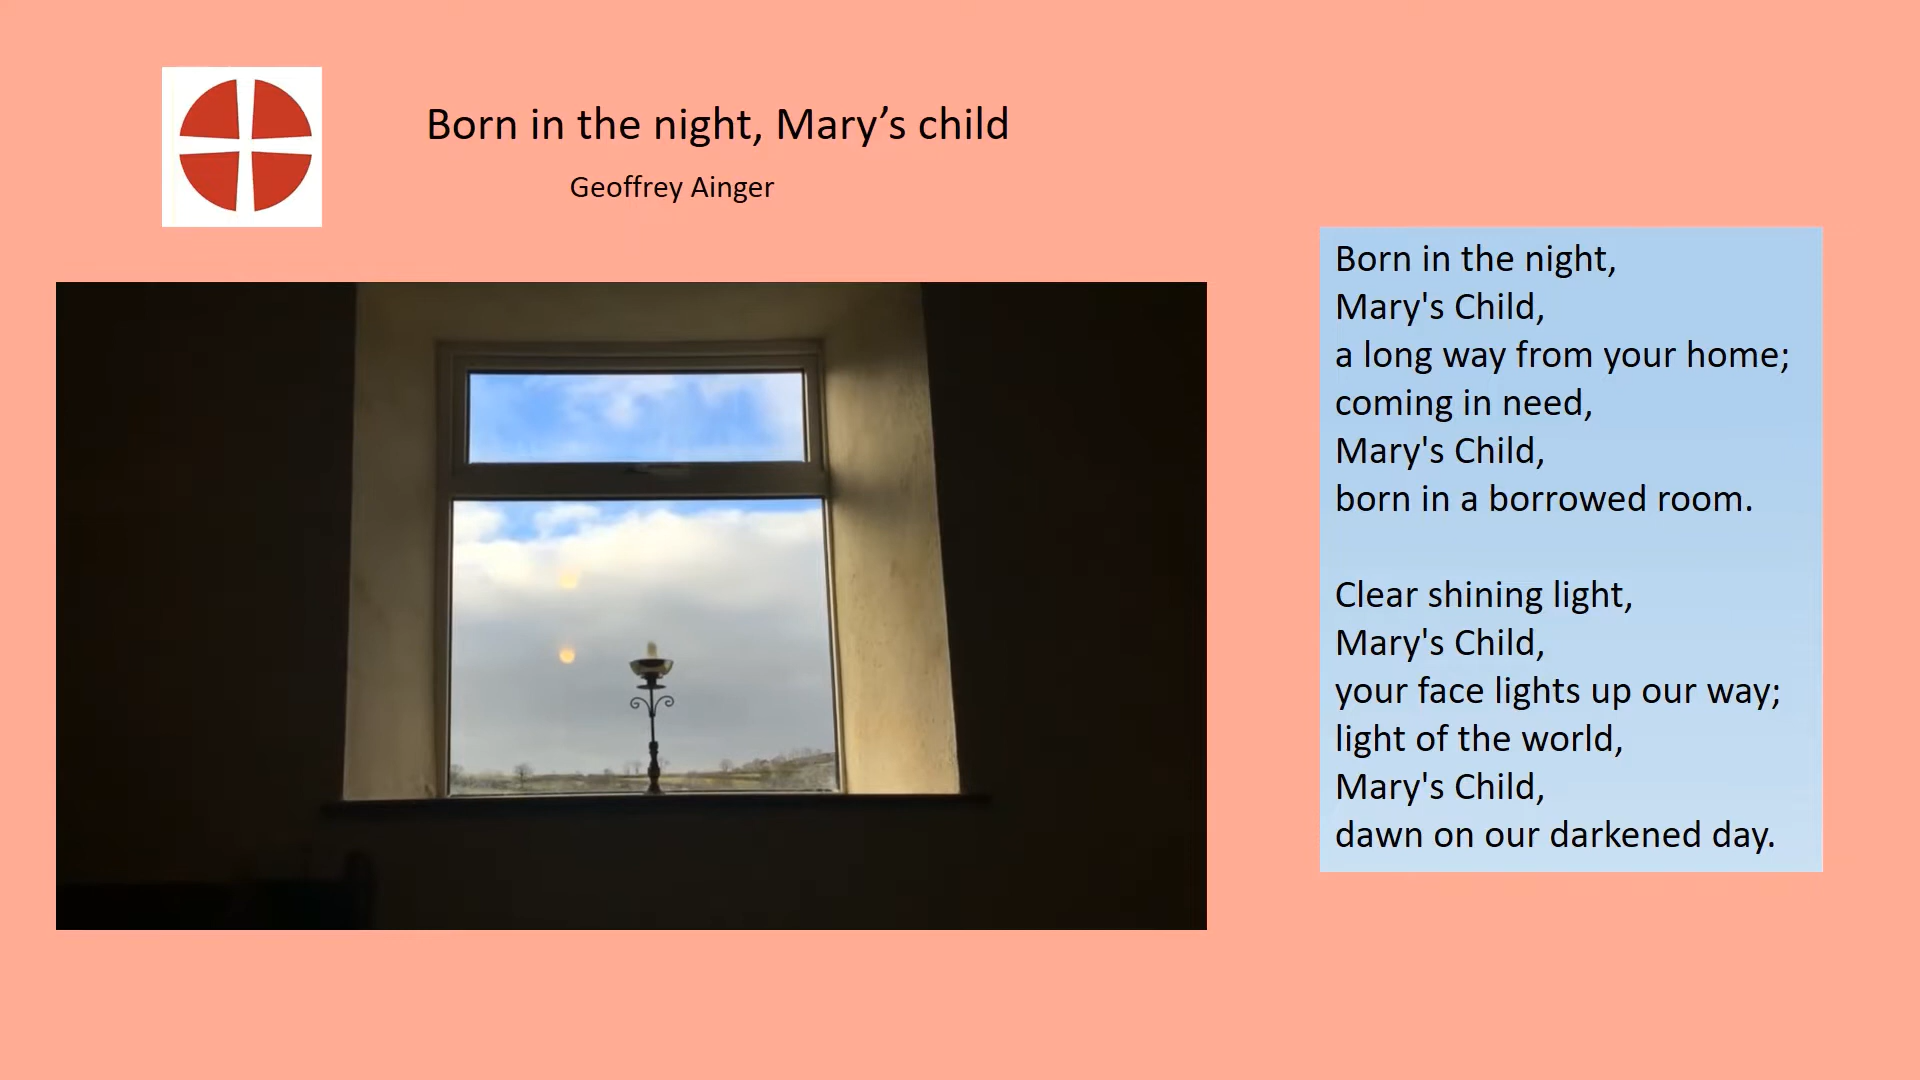 Born in the night, Mary’s child
Geoffrey Ainger
Born in the night,
Mary's Child,
a long way from your home;
coming in need,
Mary's Child,
born in a borrowed room.
Clear shining light,
Mary's Child,
your face lights up our way;
light of the world,
Mary's Child,
dawn on our darkened day.